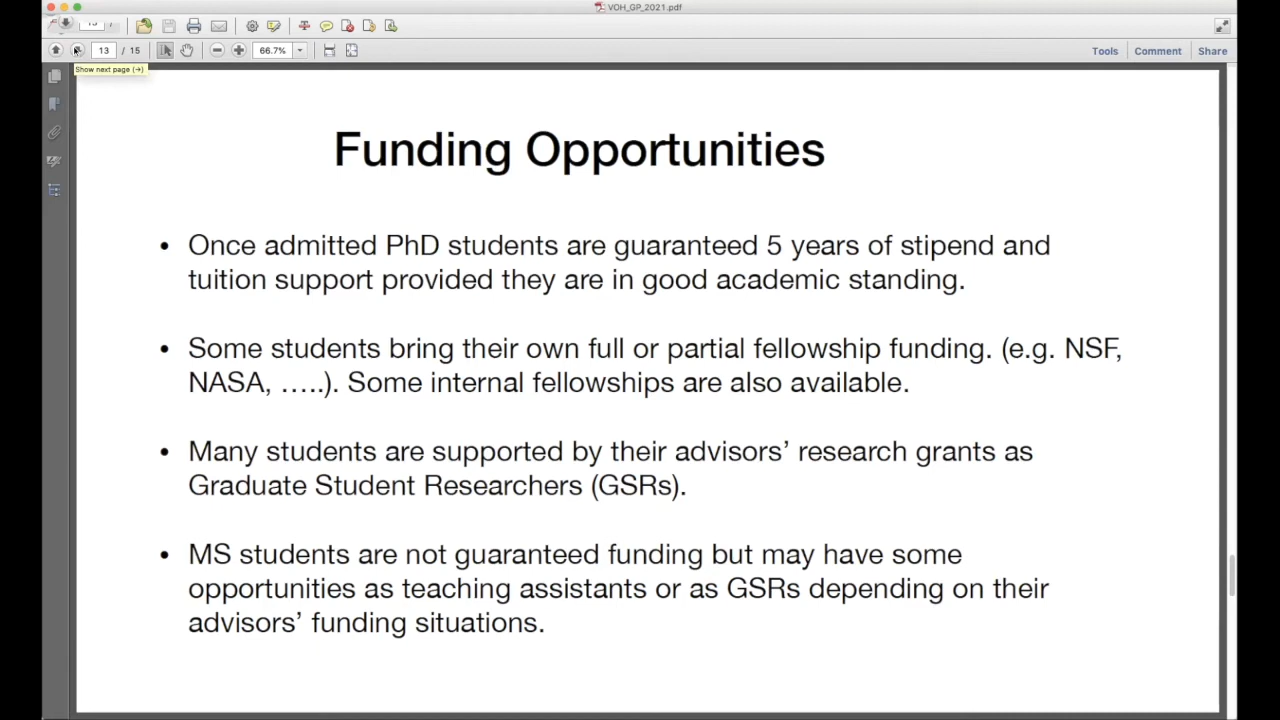 VOH_GP_2021.pdf
13 / 15
66.7%
Tools
Comment
Share
Show next page (→)
Funding Opportunities
• Once admitted PhD students are guaranteed 5 years of stipend and
tuition support provided they are in good academic standing.
• Some students bring their own full or partial fellowship funding. (e.g. NSF,
NASA, …..). Some internal fellowships are also available.
• Many students are supported by their advisors’ research grants as
Graduate Student Researchers (GSRs).
• MS students are not guaranteed funding but may have some
opportunities as teaching assistants or as GSRs depending on their
advisors’ funding situations.